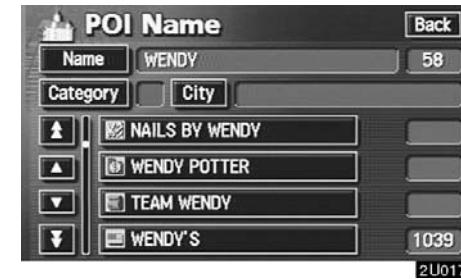 POI Name Back
Name WENDY 58
Category City
NAILS BY WENDY
WENDY POTTER
TEAM WENDY
WENDY'S 1039
2U017